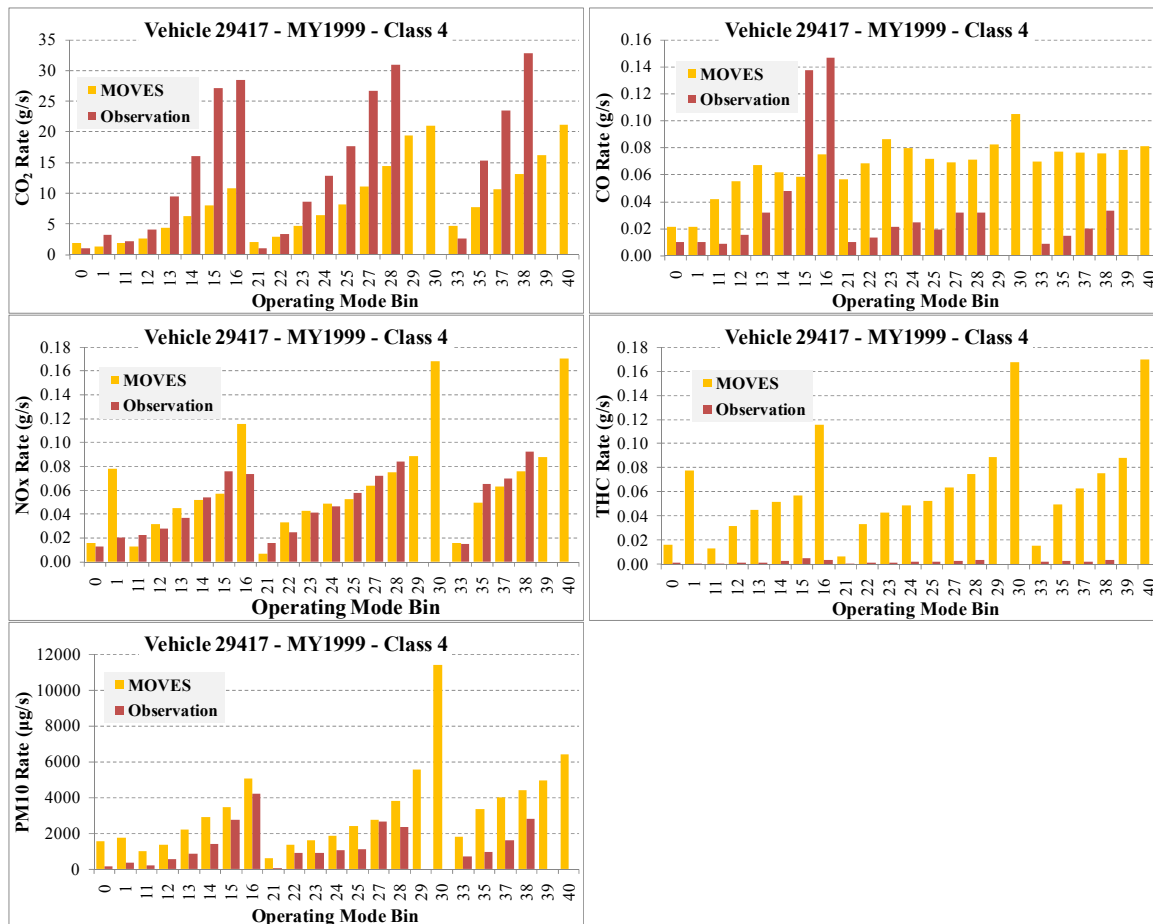 Vehicle 29417 - MY1999 - Class 4
CO2 Rate (g/s)
35
30
25
20
15
10
5
0
MOVES
Observation
0 1 11 12 13 14 15 16 21 22 23 24 25 27 28 29 30 33 35 37 38 39 40
Operating Mode Bin
Vehicle 29417 - MY1999 - Class 4
CO Rate (g/s)
0.16
0.14
0.12
0.10
0.08
0.06
0.04
0.02
0.00
MOVES
Observation
0 1 11 12 13 14 15 16 21 22 23 24 25 27 28 29 30 33 35 37 38 39 40
Operating Mode Bin
Vehicle 29417 - MY1999 - Class 4
NOx Rate (g/s)
0.18
0.16
0.14
0.12
0.10
0.08
0.06
0.04
0.02
0.00
MOVES
Observation
0 1 11 12 13 14 15 16 21 22 23 24 25 27 28 29 30 33 35 37 38 39 40
Operating Mode Bin
Vehicle 29417 - MY1999 - Class 4
THC Rate (g/s)
0.18
0.16
0.14
0.12
0.10
0.08
0.06
0.04
0.02
0.00
MOVES
Observation
0 1 11 12 13 14 15 16 21 22 23 24 25 27 28 29 30 33 35 37 38 39 40
Operating Mode Bin
Vehicle 29417 - MY1999 - Class 4
PM10 Rate (µg/s)
12000
10000
8000
6000
4000
2000
0
MOVES
Observation
0 1 11 12 13 14 15 16 21 22 23 24 25 27 28 29 30 33 35 37 38 39 40
Operating Mode Bin